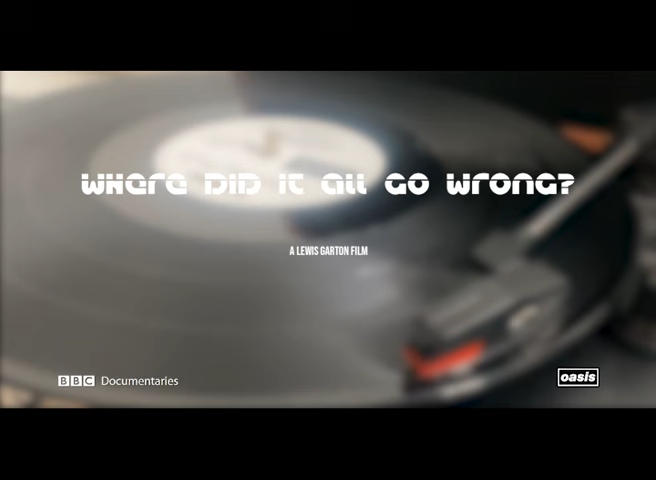 WHERE DID IT ALL GO WRONG?
A LEWIS GARTON FILM
BBC Documentaries
oasis